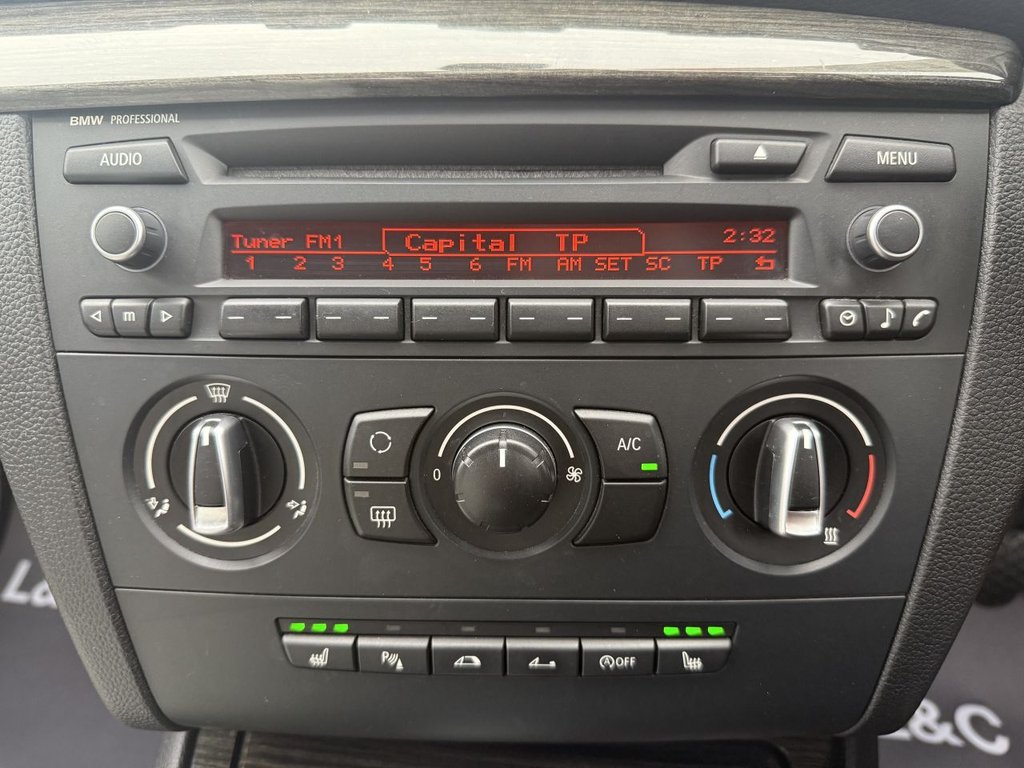 BMW PROFESSIONAL
AUDIO
MENU
Tuner FM1 Capital TP 2:32
1 2 3 4 5 6 FM AM SET SC TP
m
A/C
0
P
OFF
La
&C